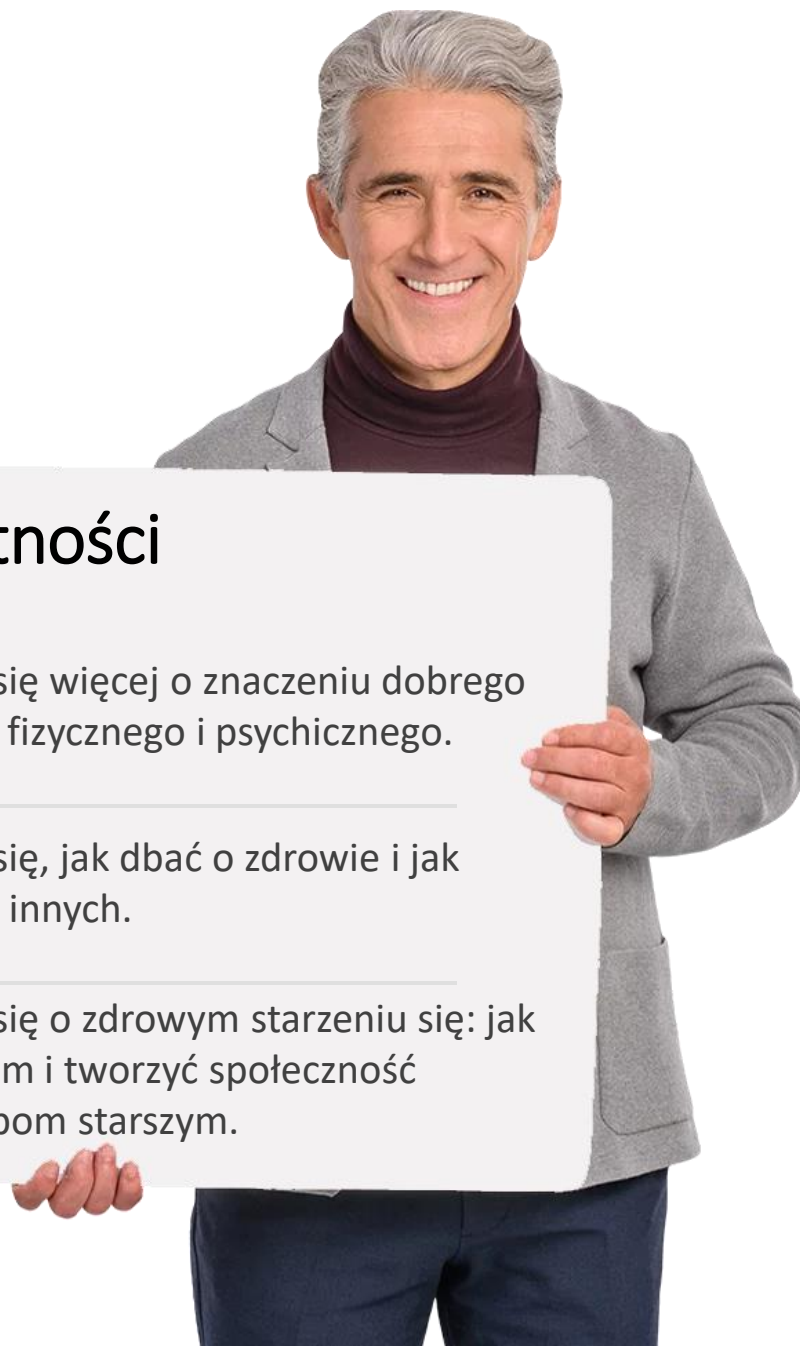 tności
się więcej o znaczeniu dobrego
fizycznego i psychicznego.
się, jak dbać o zdrowie i jak
innych.
się o zdrowym starzeniu się: jak
m i tworzyć społeczność
bom starszym.